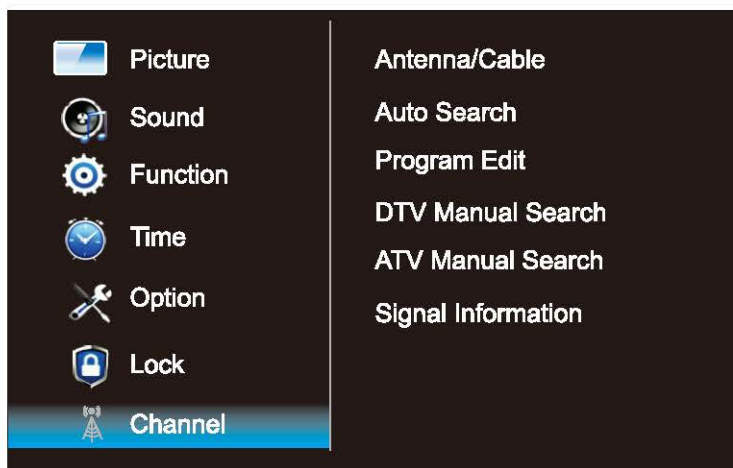 Picture
Sound
Function
Time
Option
Lock
Channel
Antenna/Cable
Auto Search
Program Edit
DTV Manual Search
ATV Manual Search
Signal Information